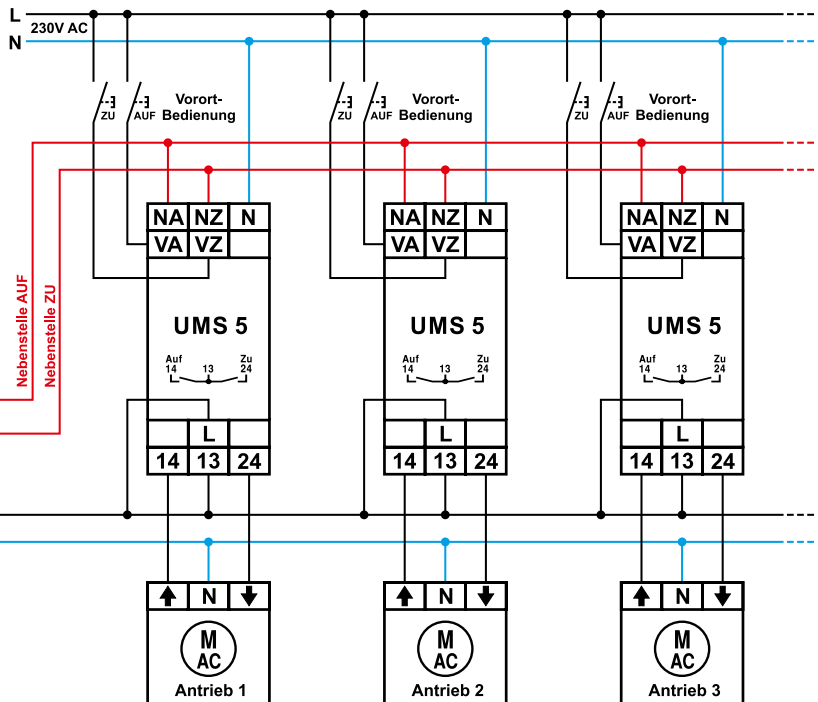 L
230V AC
N
ZU
AUF
Vorort-
Bedienung
ZU
AUF
Vorort-
Bedienung
ZU
AUF
Vorort-
Bedienung
Nebenstelle AUF
Nebenstelle ZU
NA NZ N
VA VZ
UMS 5
Auf Zu
14 13 24
L
14 13 24
NA NZ N
VA VZ
UMS 5
Auf Zu
14 13 24
L
14 13 24
NA NZ N
VA VZ
UMS 5
Auf Zu
14 13 24
L
14 13 24
N
M
AC
Antrieb 1
N
M
AC
Antrieb 2
N
M
AC
Antrieb 3